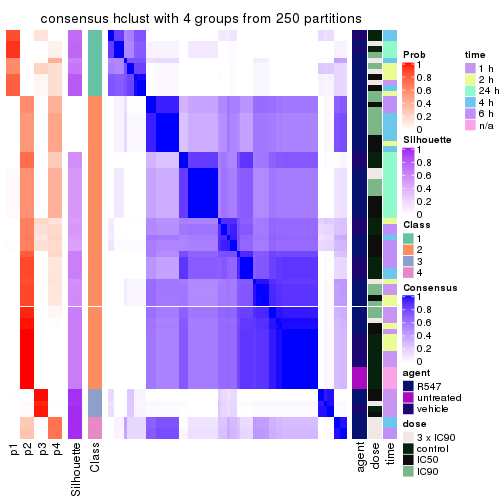 consensus hclust with 4 groups from 250 partitions
Prob
1
0.8
0.6
0.4
0.2
0
time
1 h
2 h
24 h
4 h
6 h
n/a
Silhouette
1
0.8
0.6
0.4
0.2
0
Class
1
2
3
4
Consensus
1
0.8
0.6
0.4
0.2
0
agent
R547
untreated
vehicle
dose
3 x IC90
control
IC50
IC90
p1
p2
p3
p4
Silhouette
Class
agent
dose
time